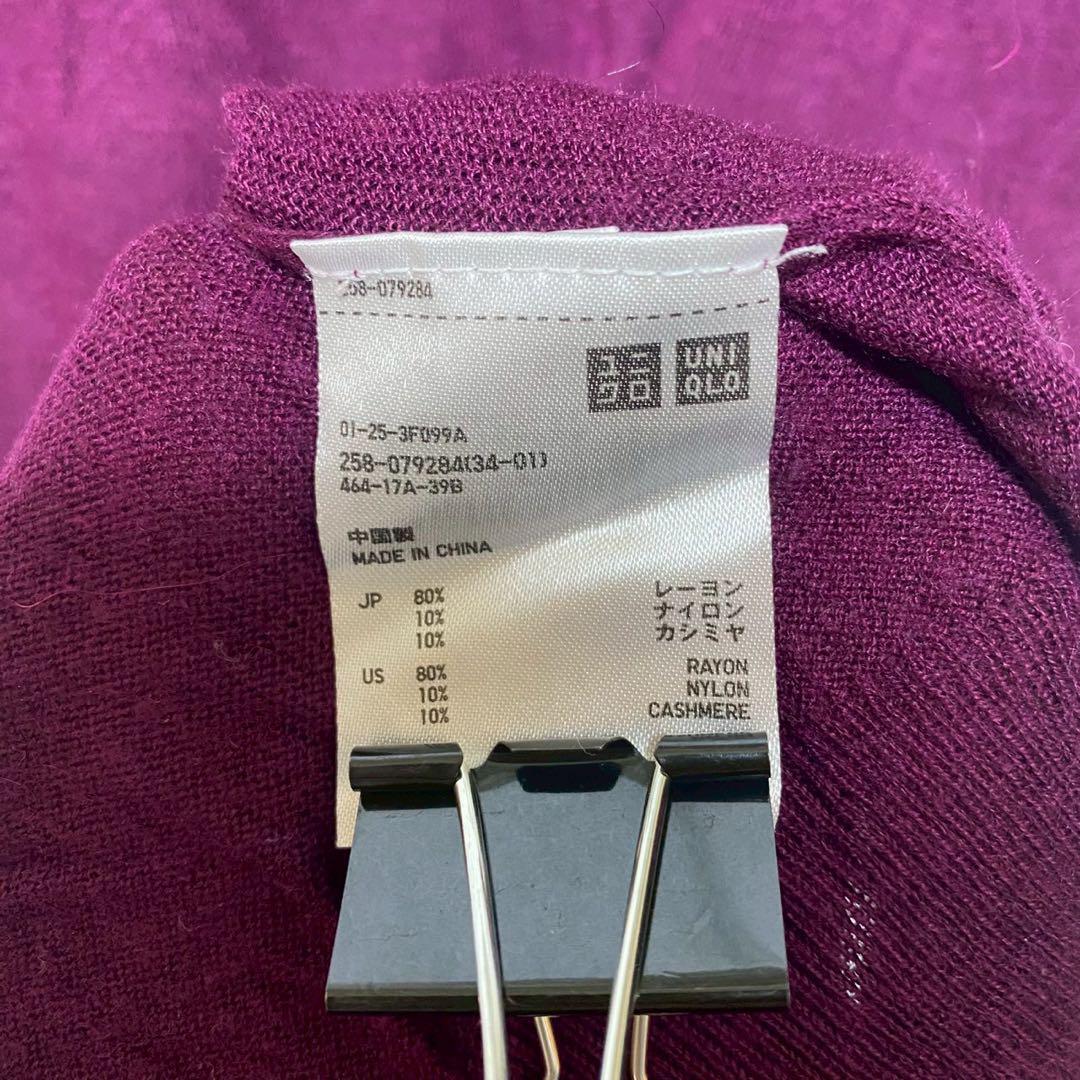 258-079284
ユニ
クロ
UNI
QLO
01-25-3F099A
258-079284(34-01)
464-17A-39B
中国製
MADE IN CHINA
JP 80% レーヨン
10% ナイロン
10% カシミヤ
US 80% RAYON
10% NYLON
10% CASHMERE